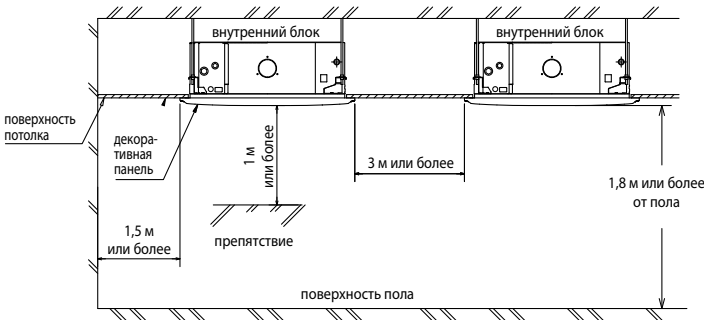 внутренний блок
внутренний блок
поверхность
потолка
декора-
тивная
панель
1 м
или более
3 м или более
1,8 м или более
от пола
1,5 м
или более
препятствие
поверхность пола